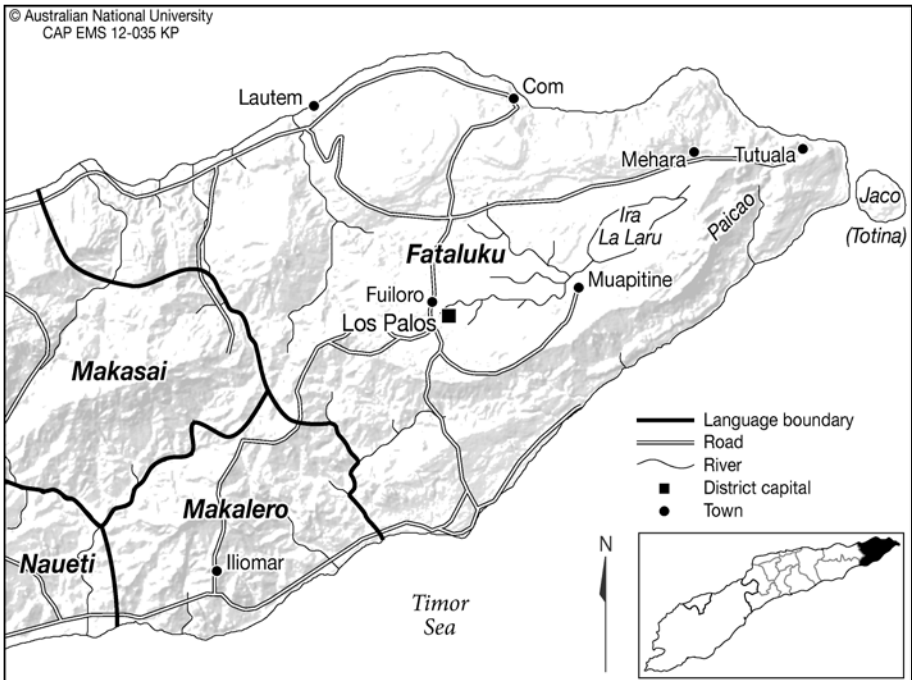 © Australian National University
CAP EMS 12-035 KP
Lautem
Com
Mehara
Tutuala
Jaco
(Totina)
Paicao
Ira
La Laru
Fataluku
Muapitine
Fuiloro
Los Palos
Makasai
Makalero
Naueti
Iliomar
Timor
Sea
Language boundary
Road
River
District capital
Town
N